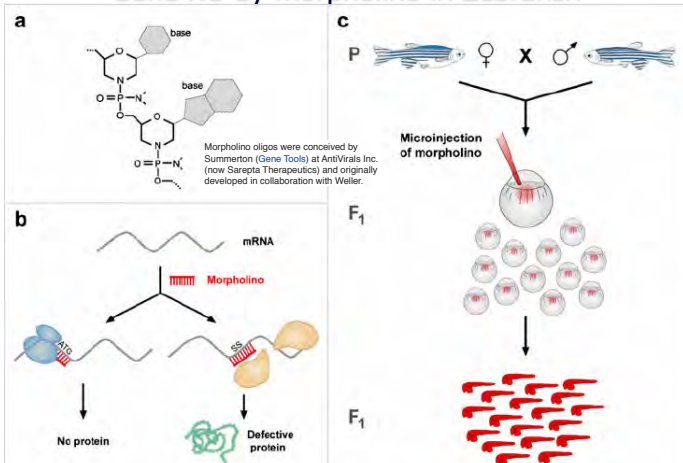 a
base
base
N
O=P-N
O
O
N
O=P-N
O
Morpholino oligos were conceived by
Summerton (Gene Tools) at AntiVirals Inc.
(now Sarepta Therapeutics) and originally
developed in collaboration with Weller.
b
mRNA
Morpholino
ATG
SS
No protein
Defective
protein
c
P
♀ X ♂
Microinjection
of morpholino
F1
F1